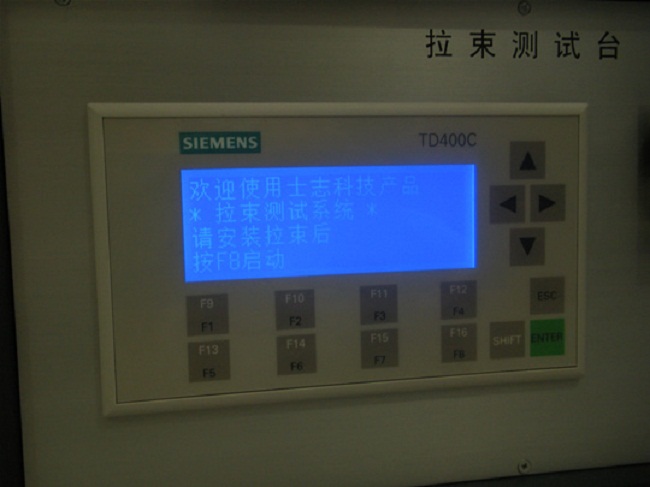 拉束测试台
SIEMENS
TD400C
欢迎使用士志科技产品
* 拉束测试系统 *
请安装拉束后
按F8启动
F9 F10 F11 F12
F1 F2 F3 F4
ESC
F13 F14 F15 F16
F5 F6 F7 F8
SHIFT ENTER